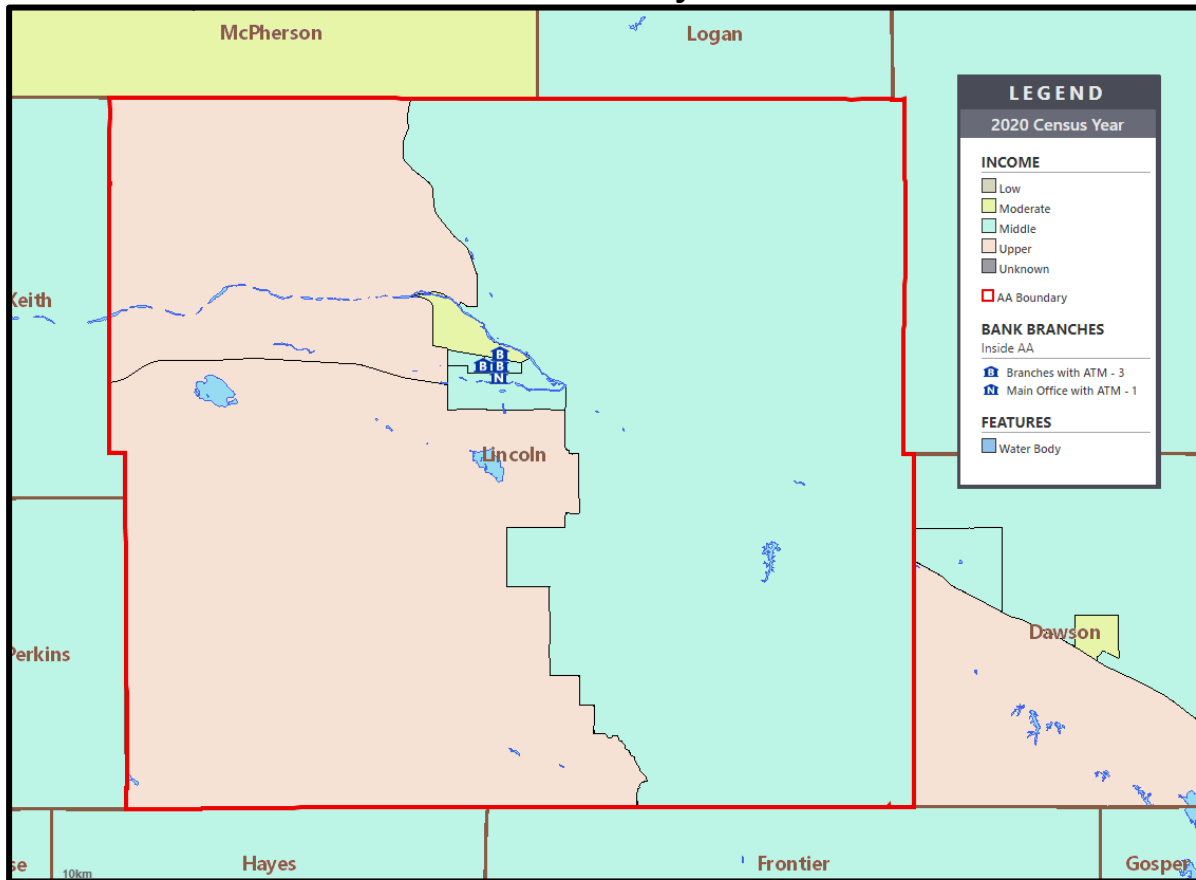 McPherson
Logan
LEGEND
2020 Census Year
INCOME
Low
Moderate
Middle
Upper
Unknown
AA Boundary
BANK BRANCHES
Inside AA
B Branches with ATM - 3
N Main Office with ATM - 1
FEATURES
Water Body
Keith
B
B B
N
Lincoln
Dawson
Perkins
se
Hayes
Frontier
Gosper
10km